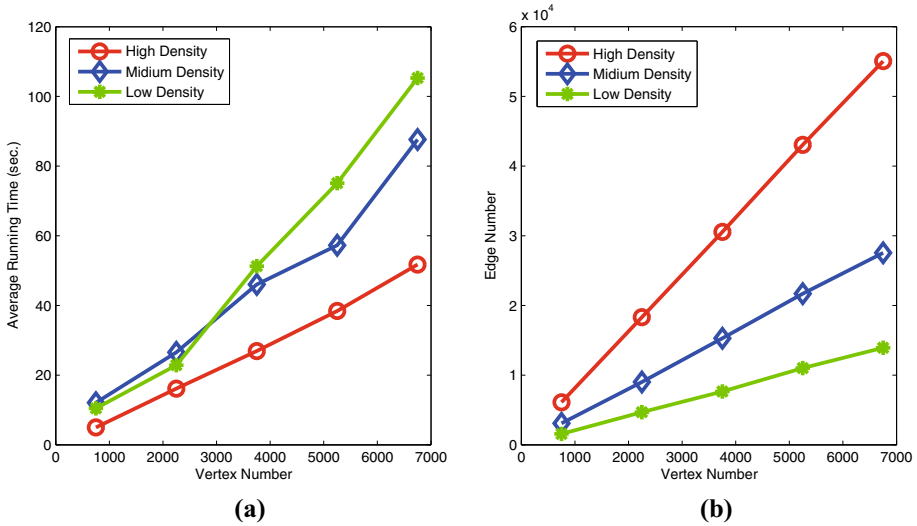 120
100
80
60
40
20
0
Average Running Time (sec.)
High Density
Midium Density
Low Density
0 1000 2000 3000 4000 5000 6000 7000
Vertex Number
(a)
x 10⁴
6
5
4
3
2
1
0
Edge Number
High Density
Midium Density
Low Density
0 1000 2000 3000 4000 5000 6000 7000
Vertex Number
(b)